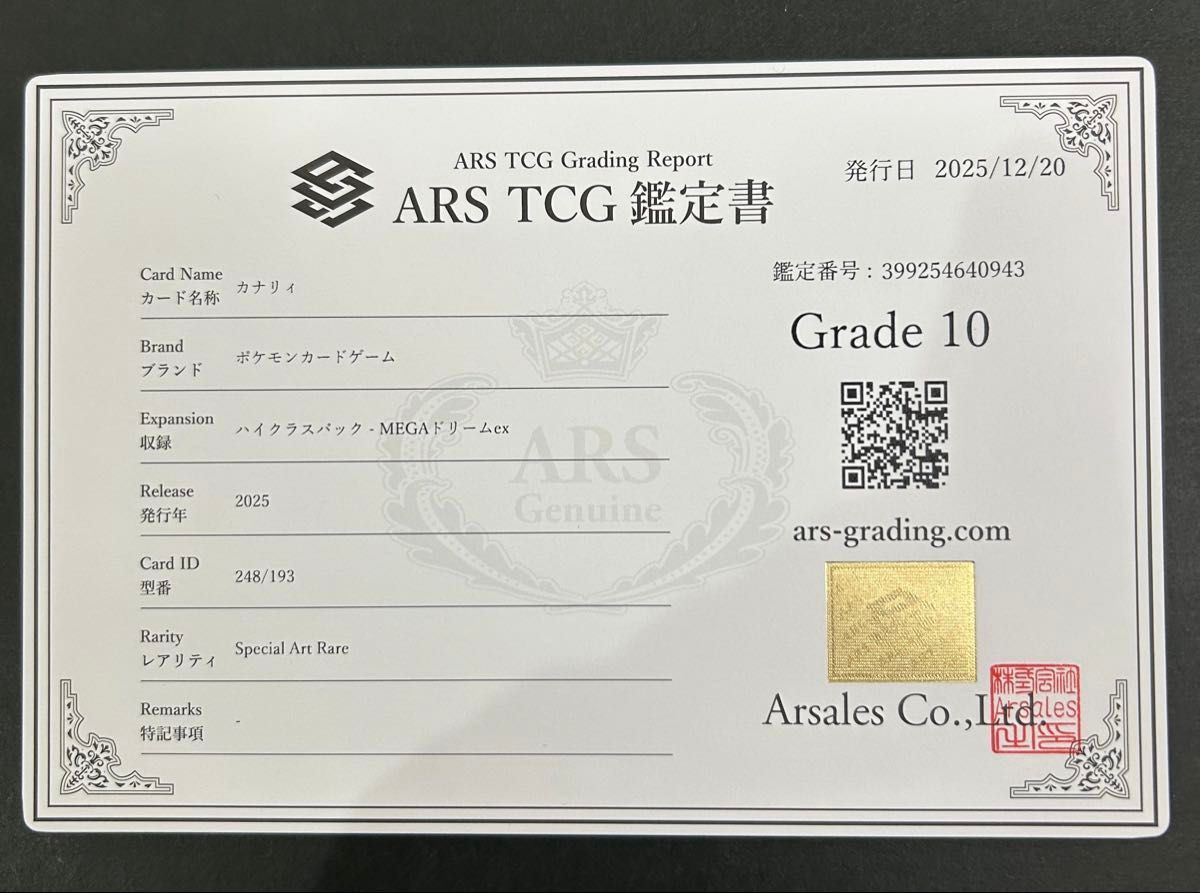 ARS TCG Grading Report
ARS TCG 鑑定書
発行日 2025/12/20
Card Name
カード名称
カナリィ
Brand
ブランド
ポケモンカードゲーム
Expansion
収録
ハイクラスパック - MEGAドリームex
Release
発行年
2025
Card ID
型番
248/193
Rarity
レアリティ
Special Art Rare
Remarks
特記事項
-
ARS
Genuine
鑑定番号 : 399254640943
Grade 10
ars-grading.com
Arsales Co.,Ltd.
株式会社
Arsales